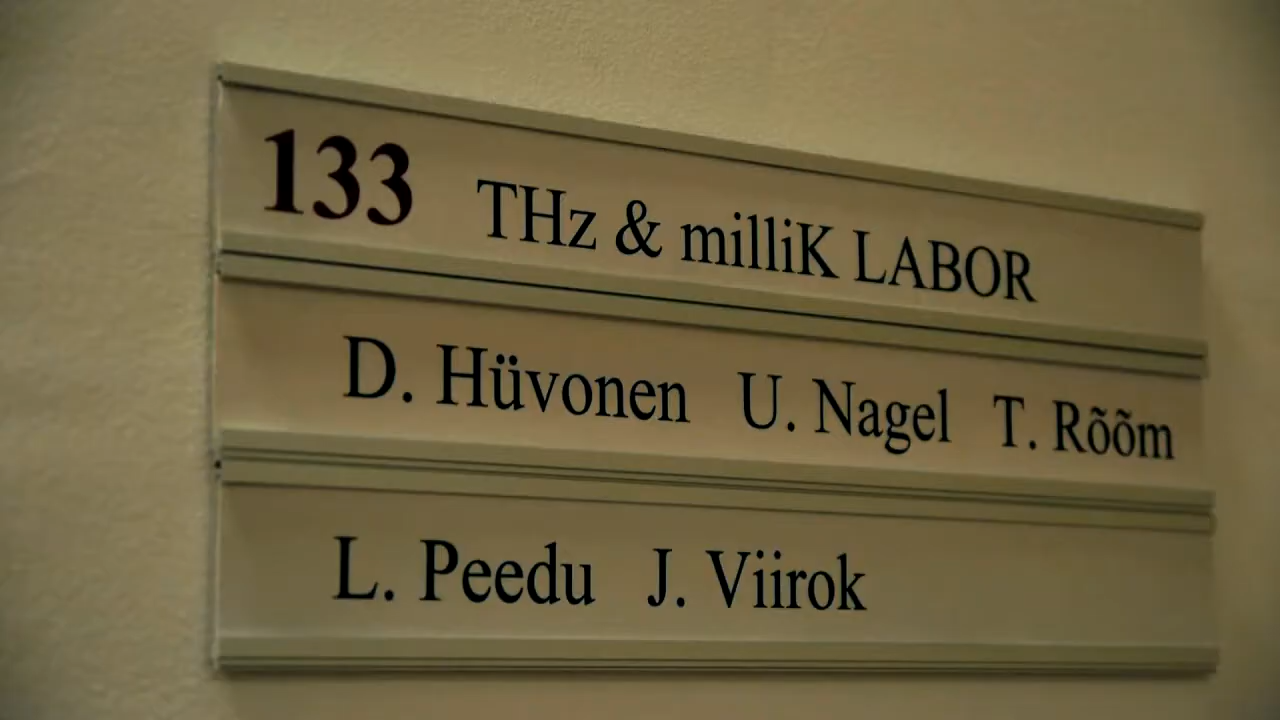 133 THz & milliK LABOR
D. Hüvonen U. Nagel T. Rõõm
L. Peedu J. Viirok